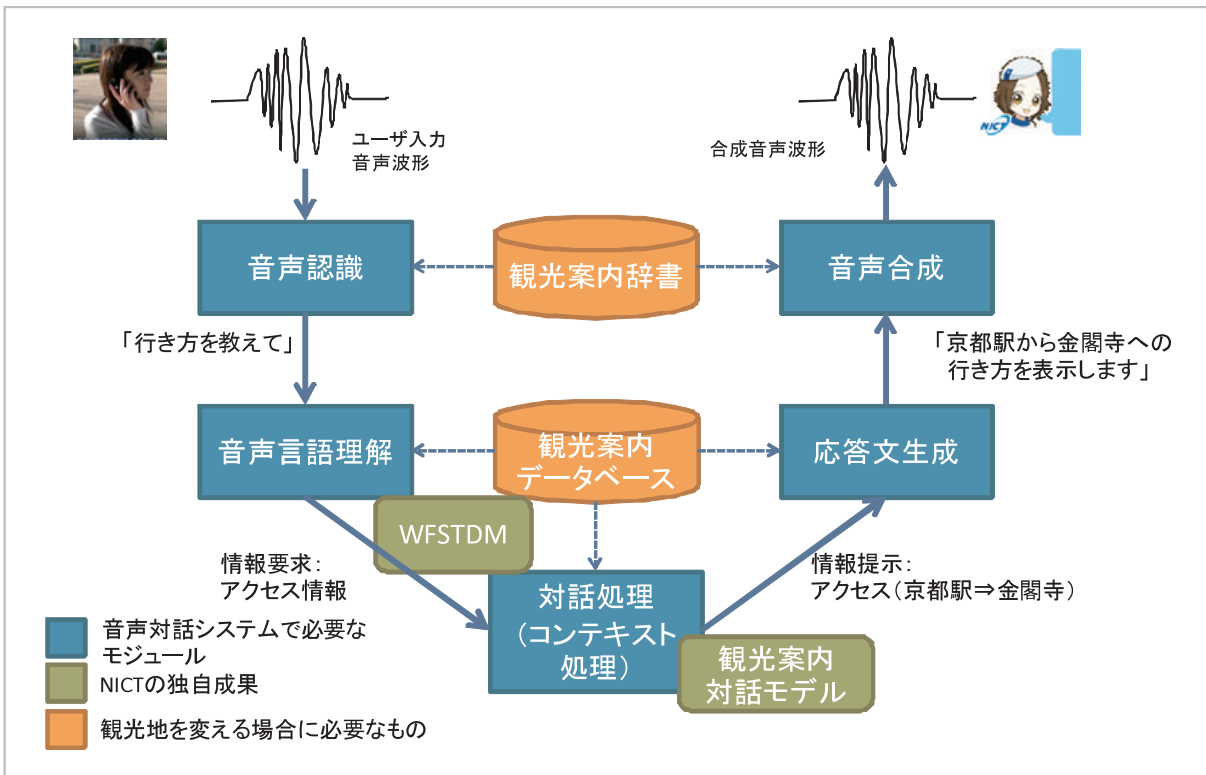 ユーザ入力
音声波形
合成音声波形
NICT
音声認識
観光案内辞書
音声合成
「行き方を教えて」
「京都駅から金閣寺への
行き方を表示します」
音声言語理解
観光案内
データベース
応答文生成
WFSTDM
情報要求：
アクセス情報
対話処理
（コンテキスト
処理）
情報提示：
アクセス（京都駅⇒金閣寺）
観光案内
対話モデル
音声対話システムで必要な
モジュール
NICTの独自成果
観光地を変える場合に必要なもの